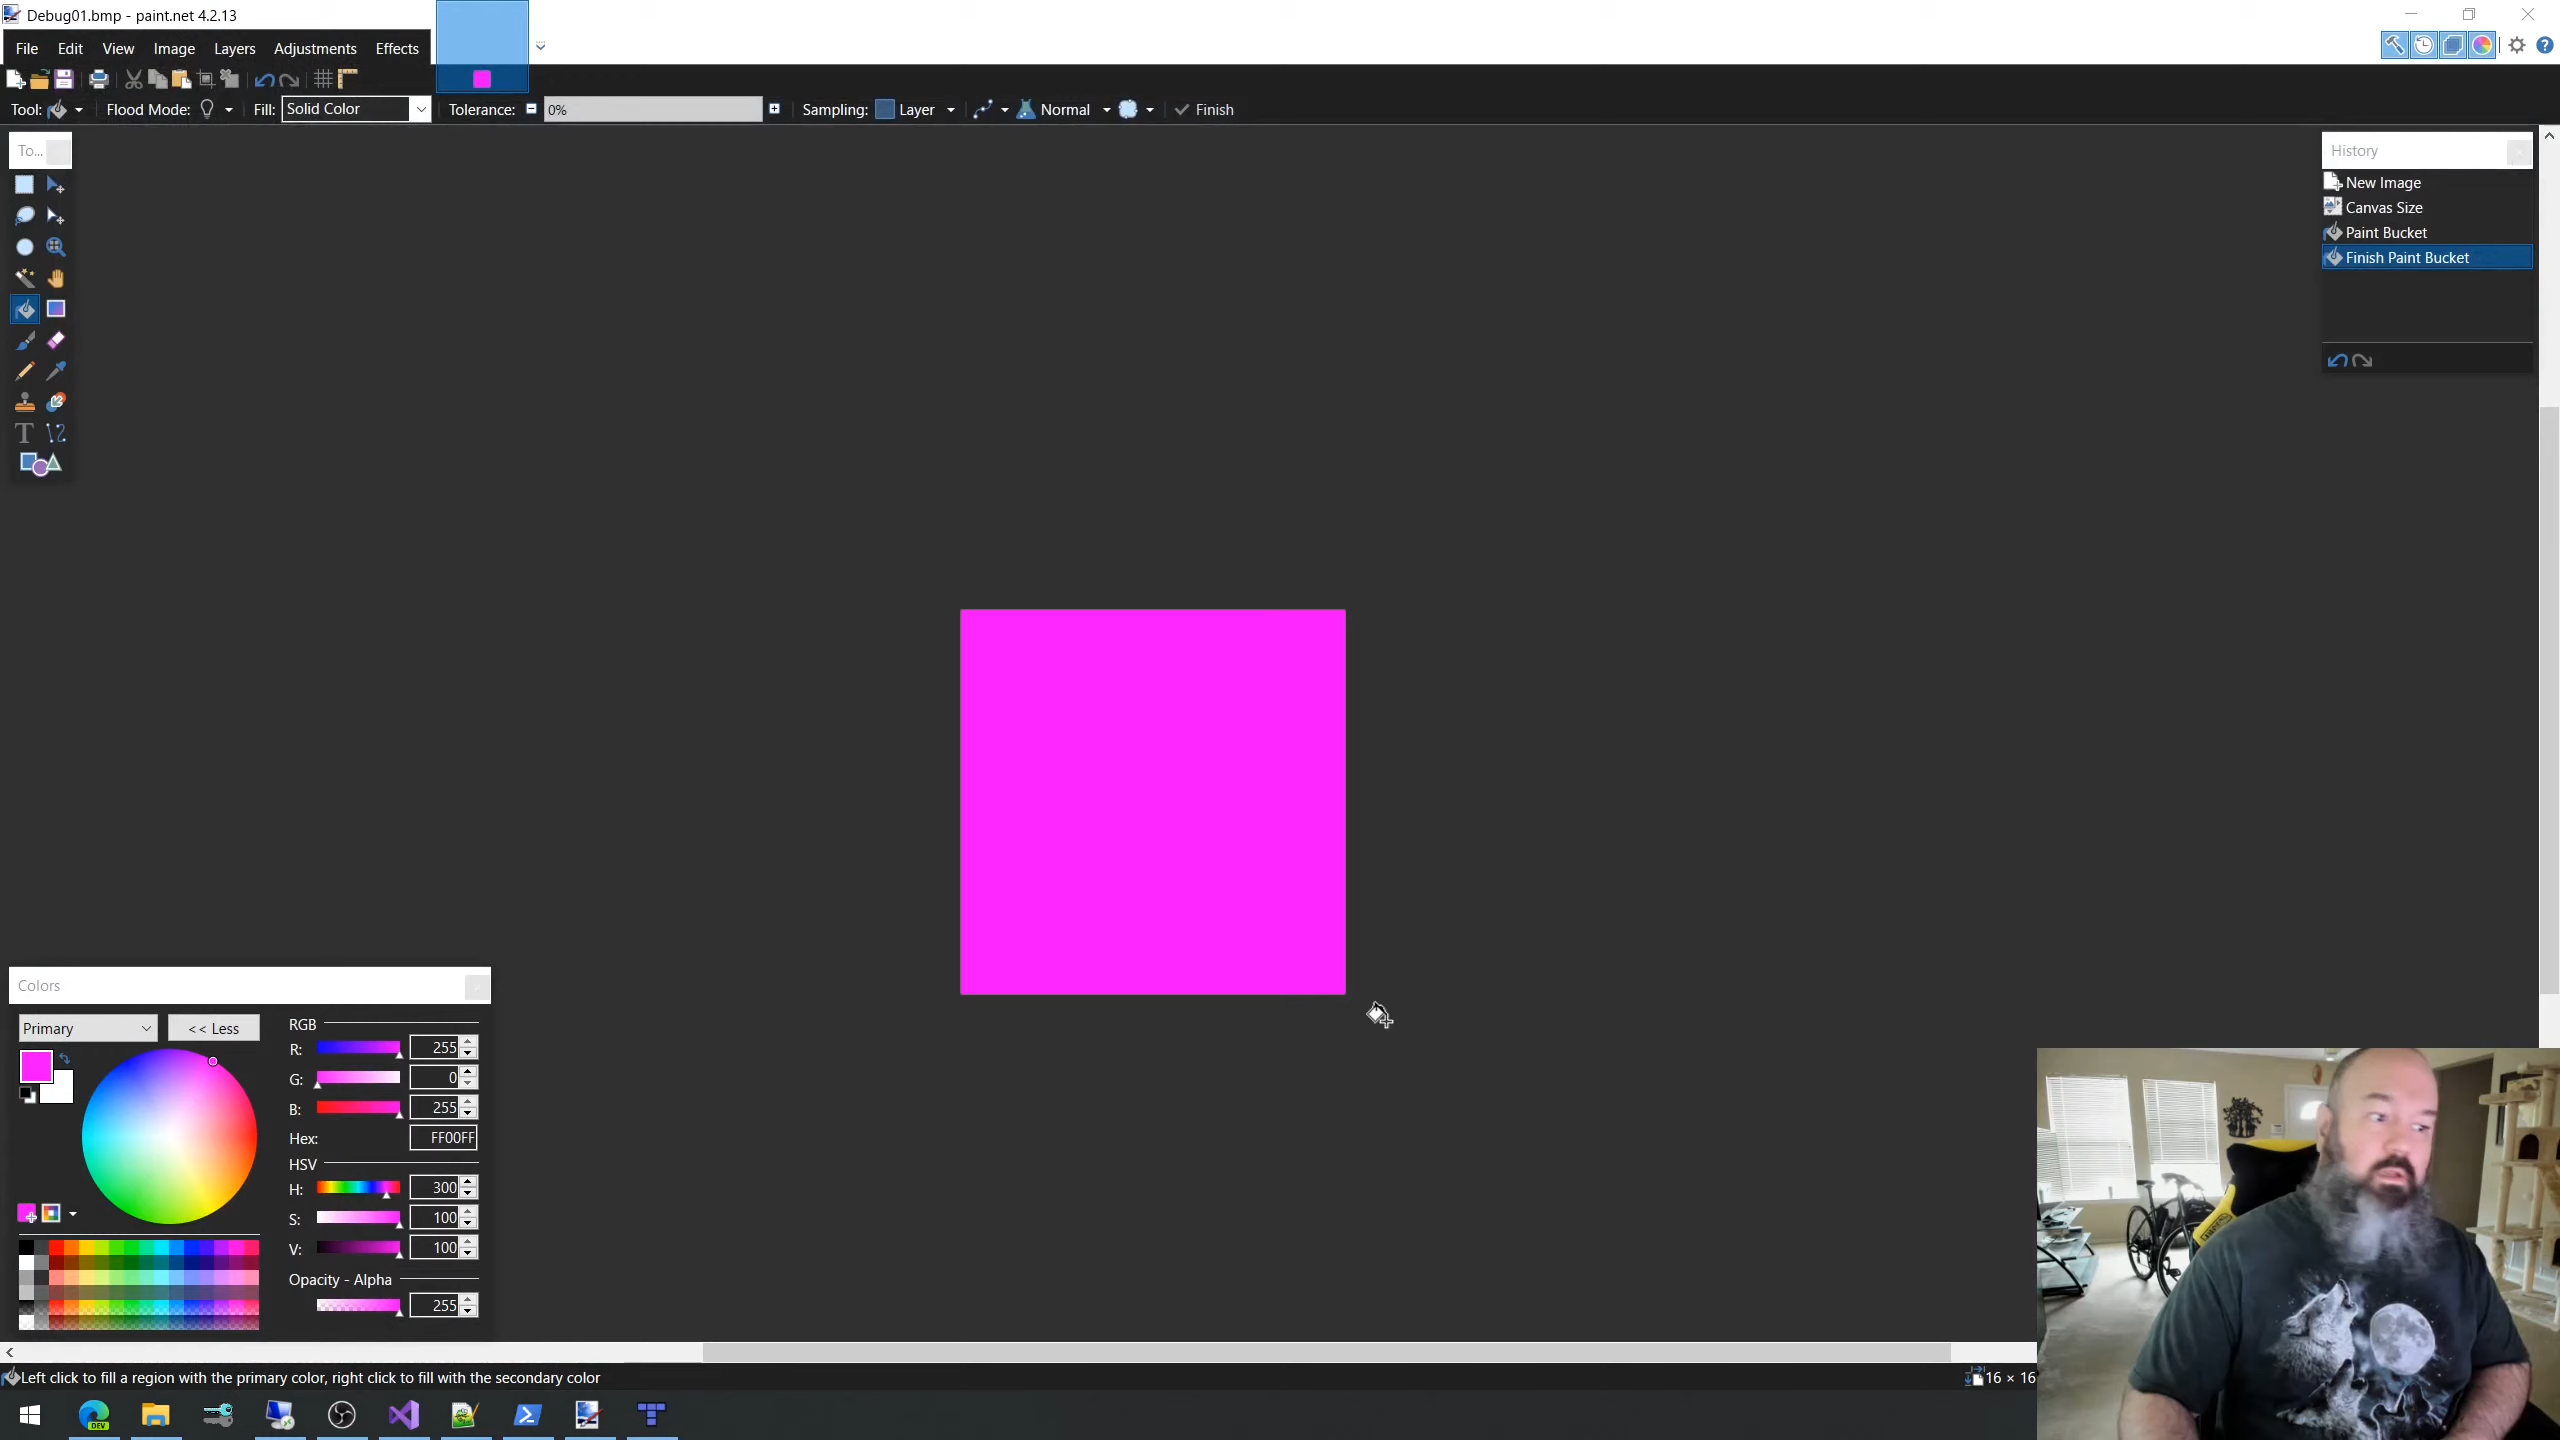 Debug01.bmp - paint.net 4.2.13
File Edit View Image Layers Adjustments Effects
Tool: Flood Mode: Fill: Solid Color Tolerance: 0% Sampling: Layer Normal Finish
To...
History
New Image
Canvas Size
Paint Bucket
Finish Paint Bucket
Colors
Primary << Less
RGB
R: 255
G: 0
B: 255
Hex: FF00FF
HSV
H: 300
S: 100
V: 100
Opacity - Alpha
255
Left click to fill a region with the primary color, right click to fill with the secondary color
16 × 16
DEV